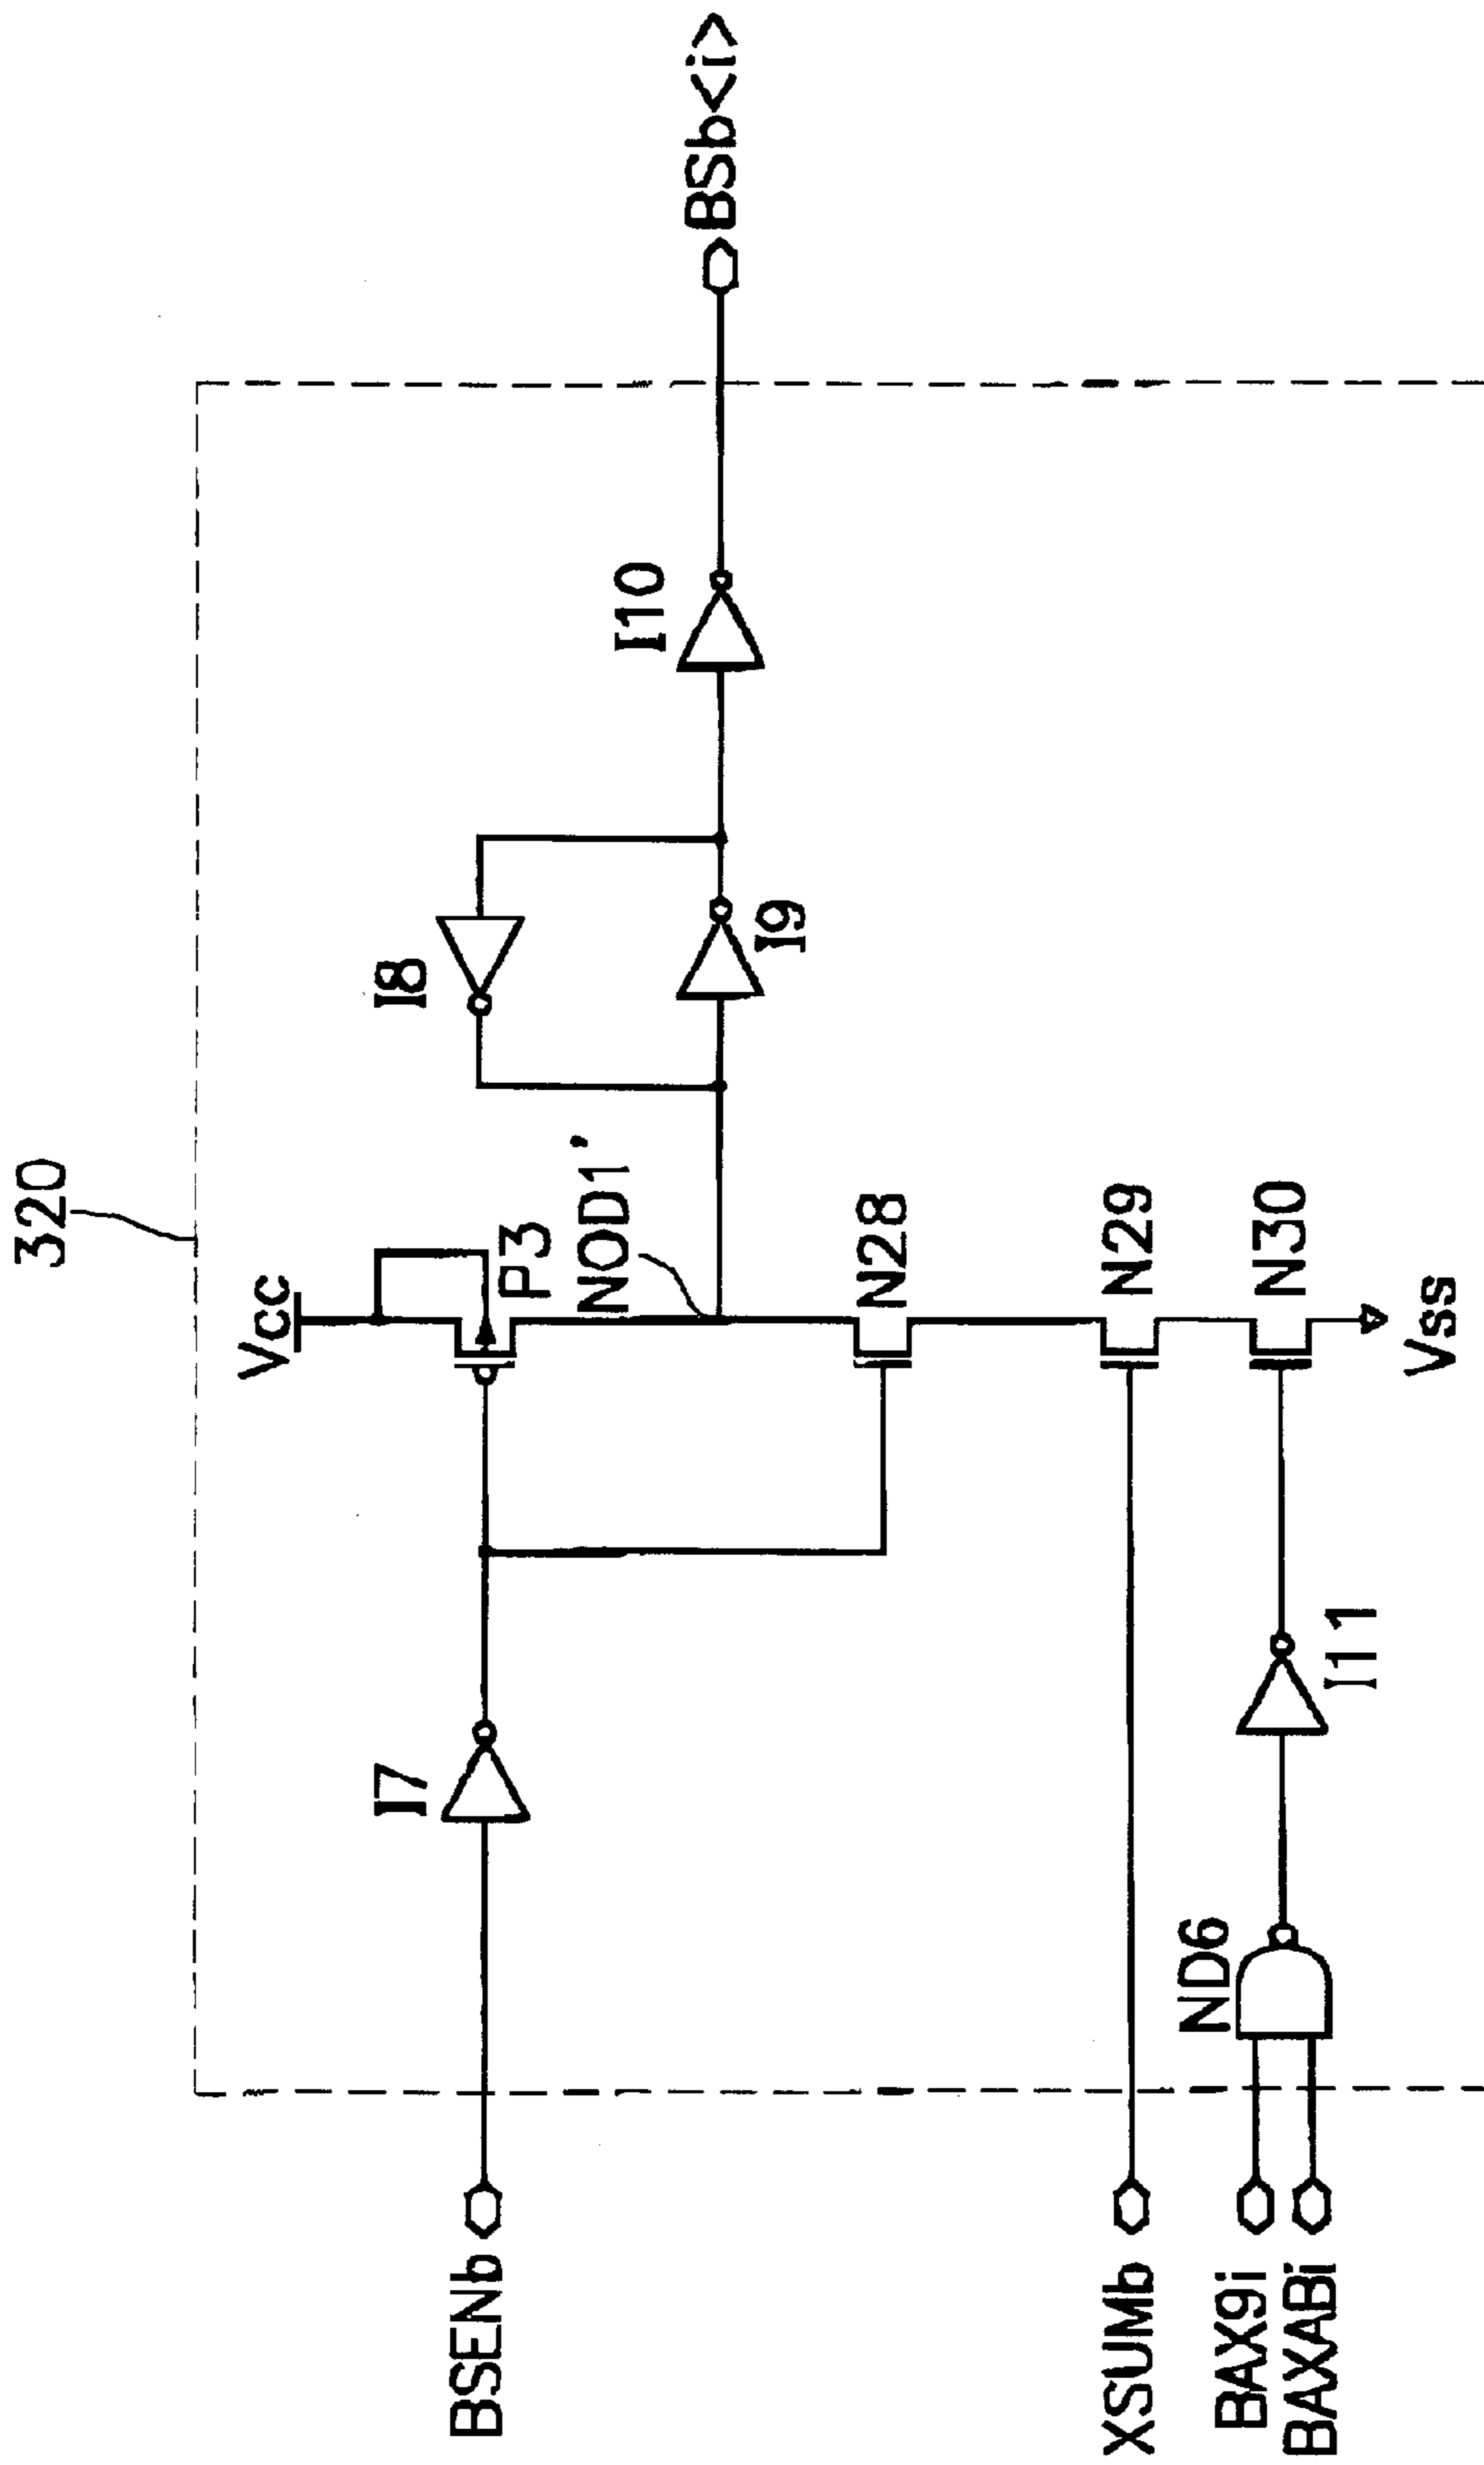 320
Vcc
BSENb
I7
P3
NOD1'
I8
I9
I10
BSb<i>
N28
XSUMb
N29
BAX9i
BAXABi
ND6
I11
N30
Vss